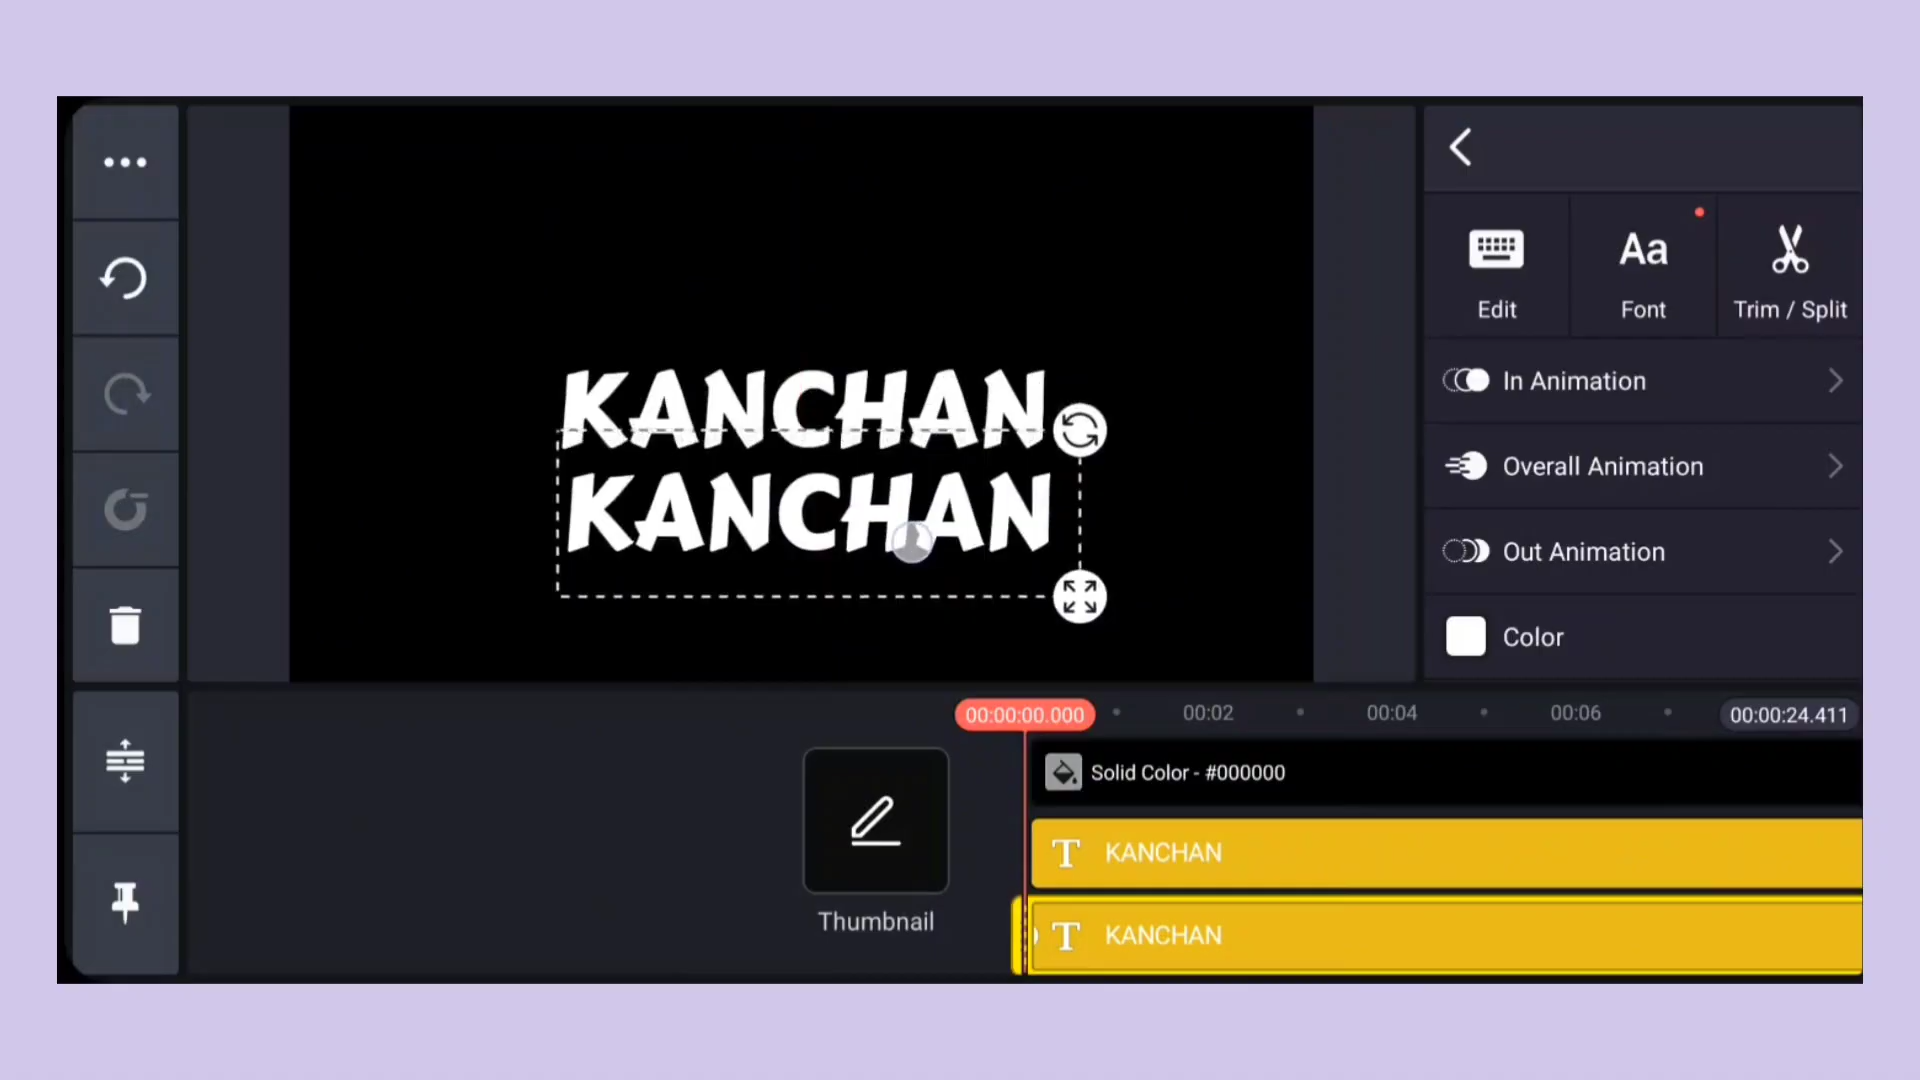 KANCHAN
KANCHAN
Edit
Aa
Font
Trim / Split
In Animation
Overall Animation
Out Animation
Color
00:00:00.000
00:02
00:04
00:06
00:00:24.411
Thumbnail
Solid Color - #000000
T KANCHAN
T KANCHAN